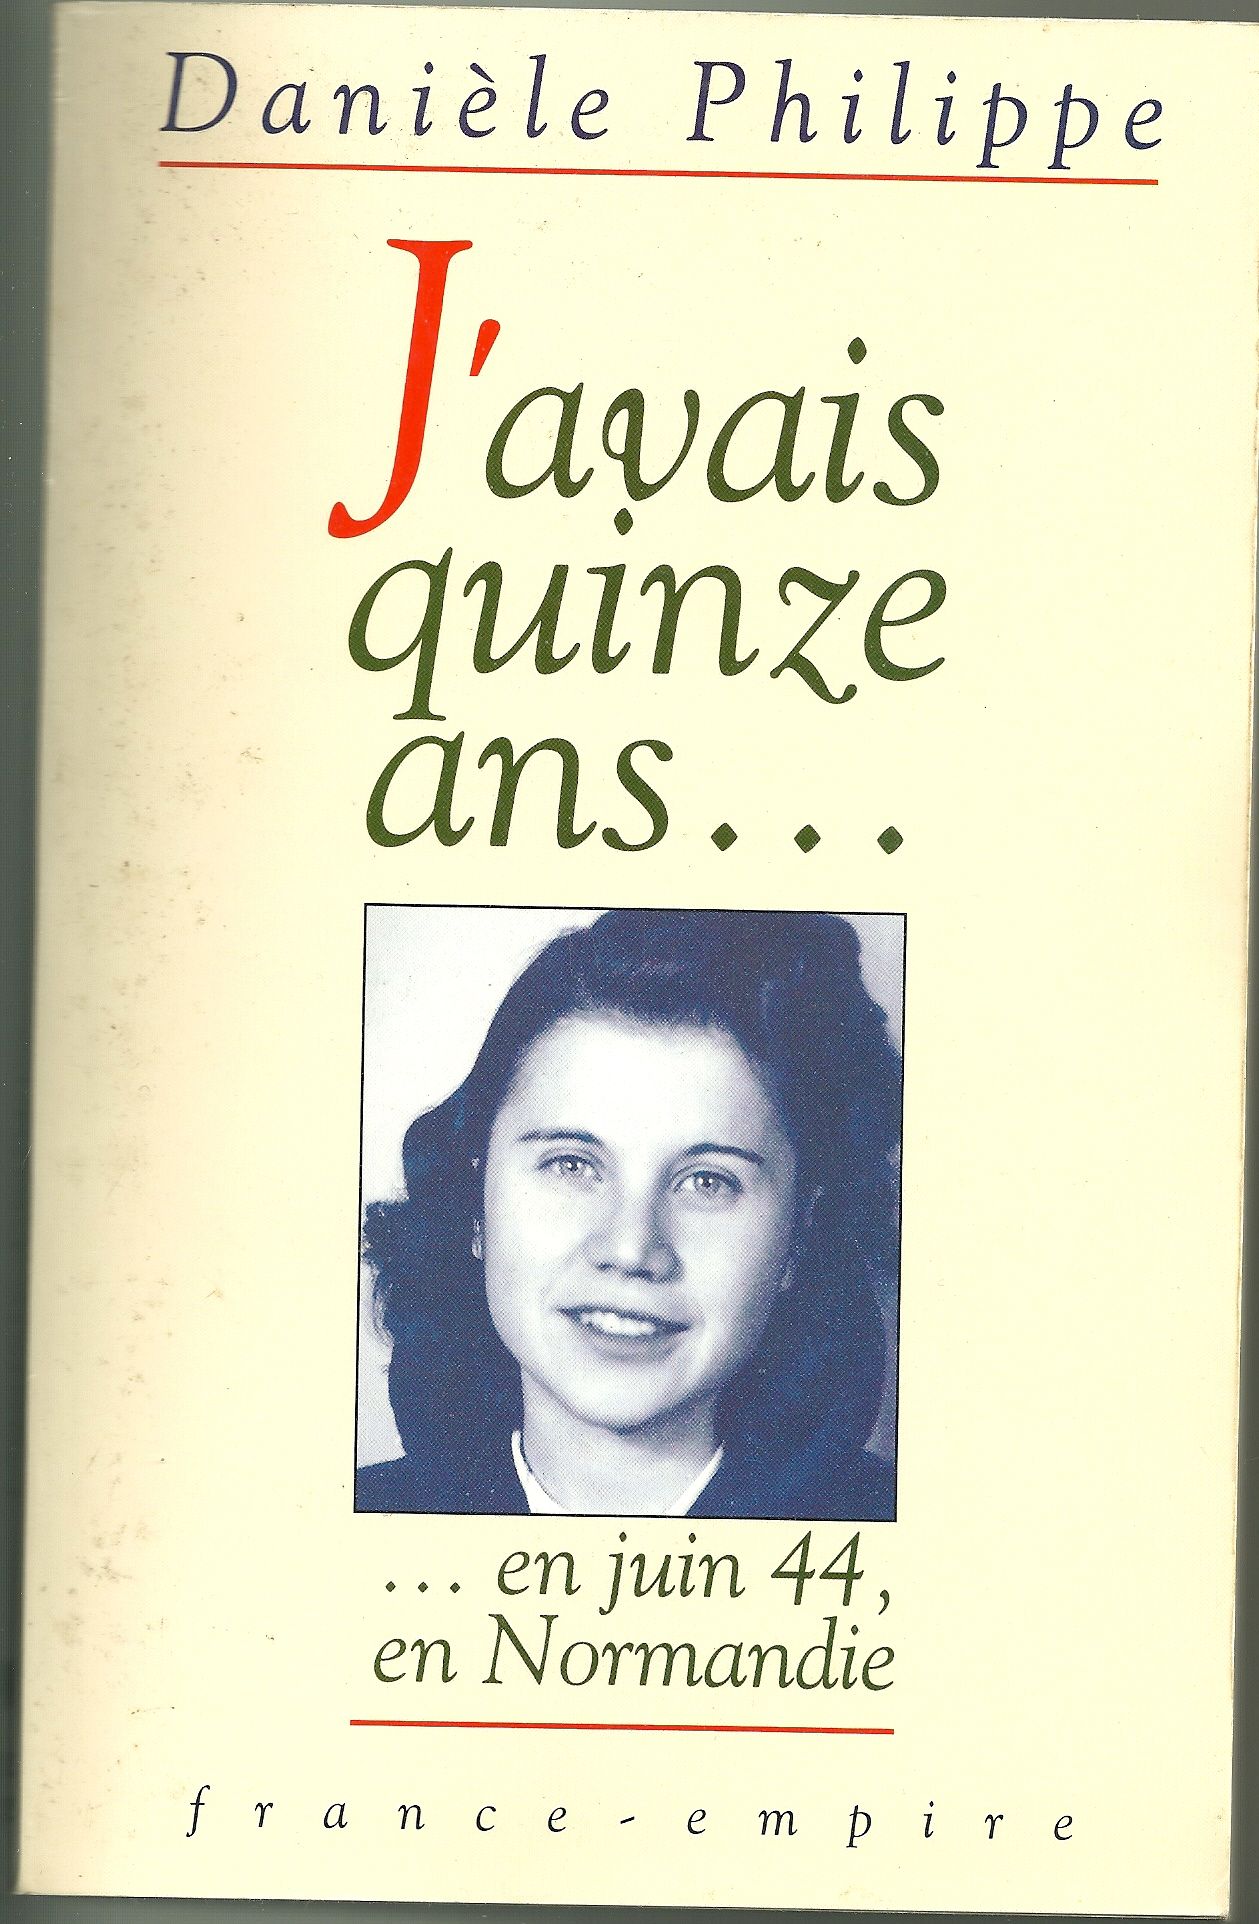 Danièle Philippe
J'avais
quinze
ans...
... en juin 44,
en Normandie
france-empire